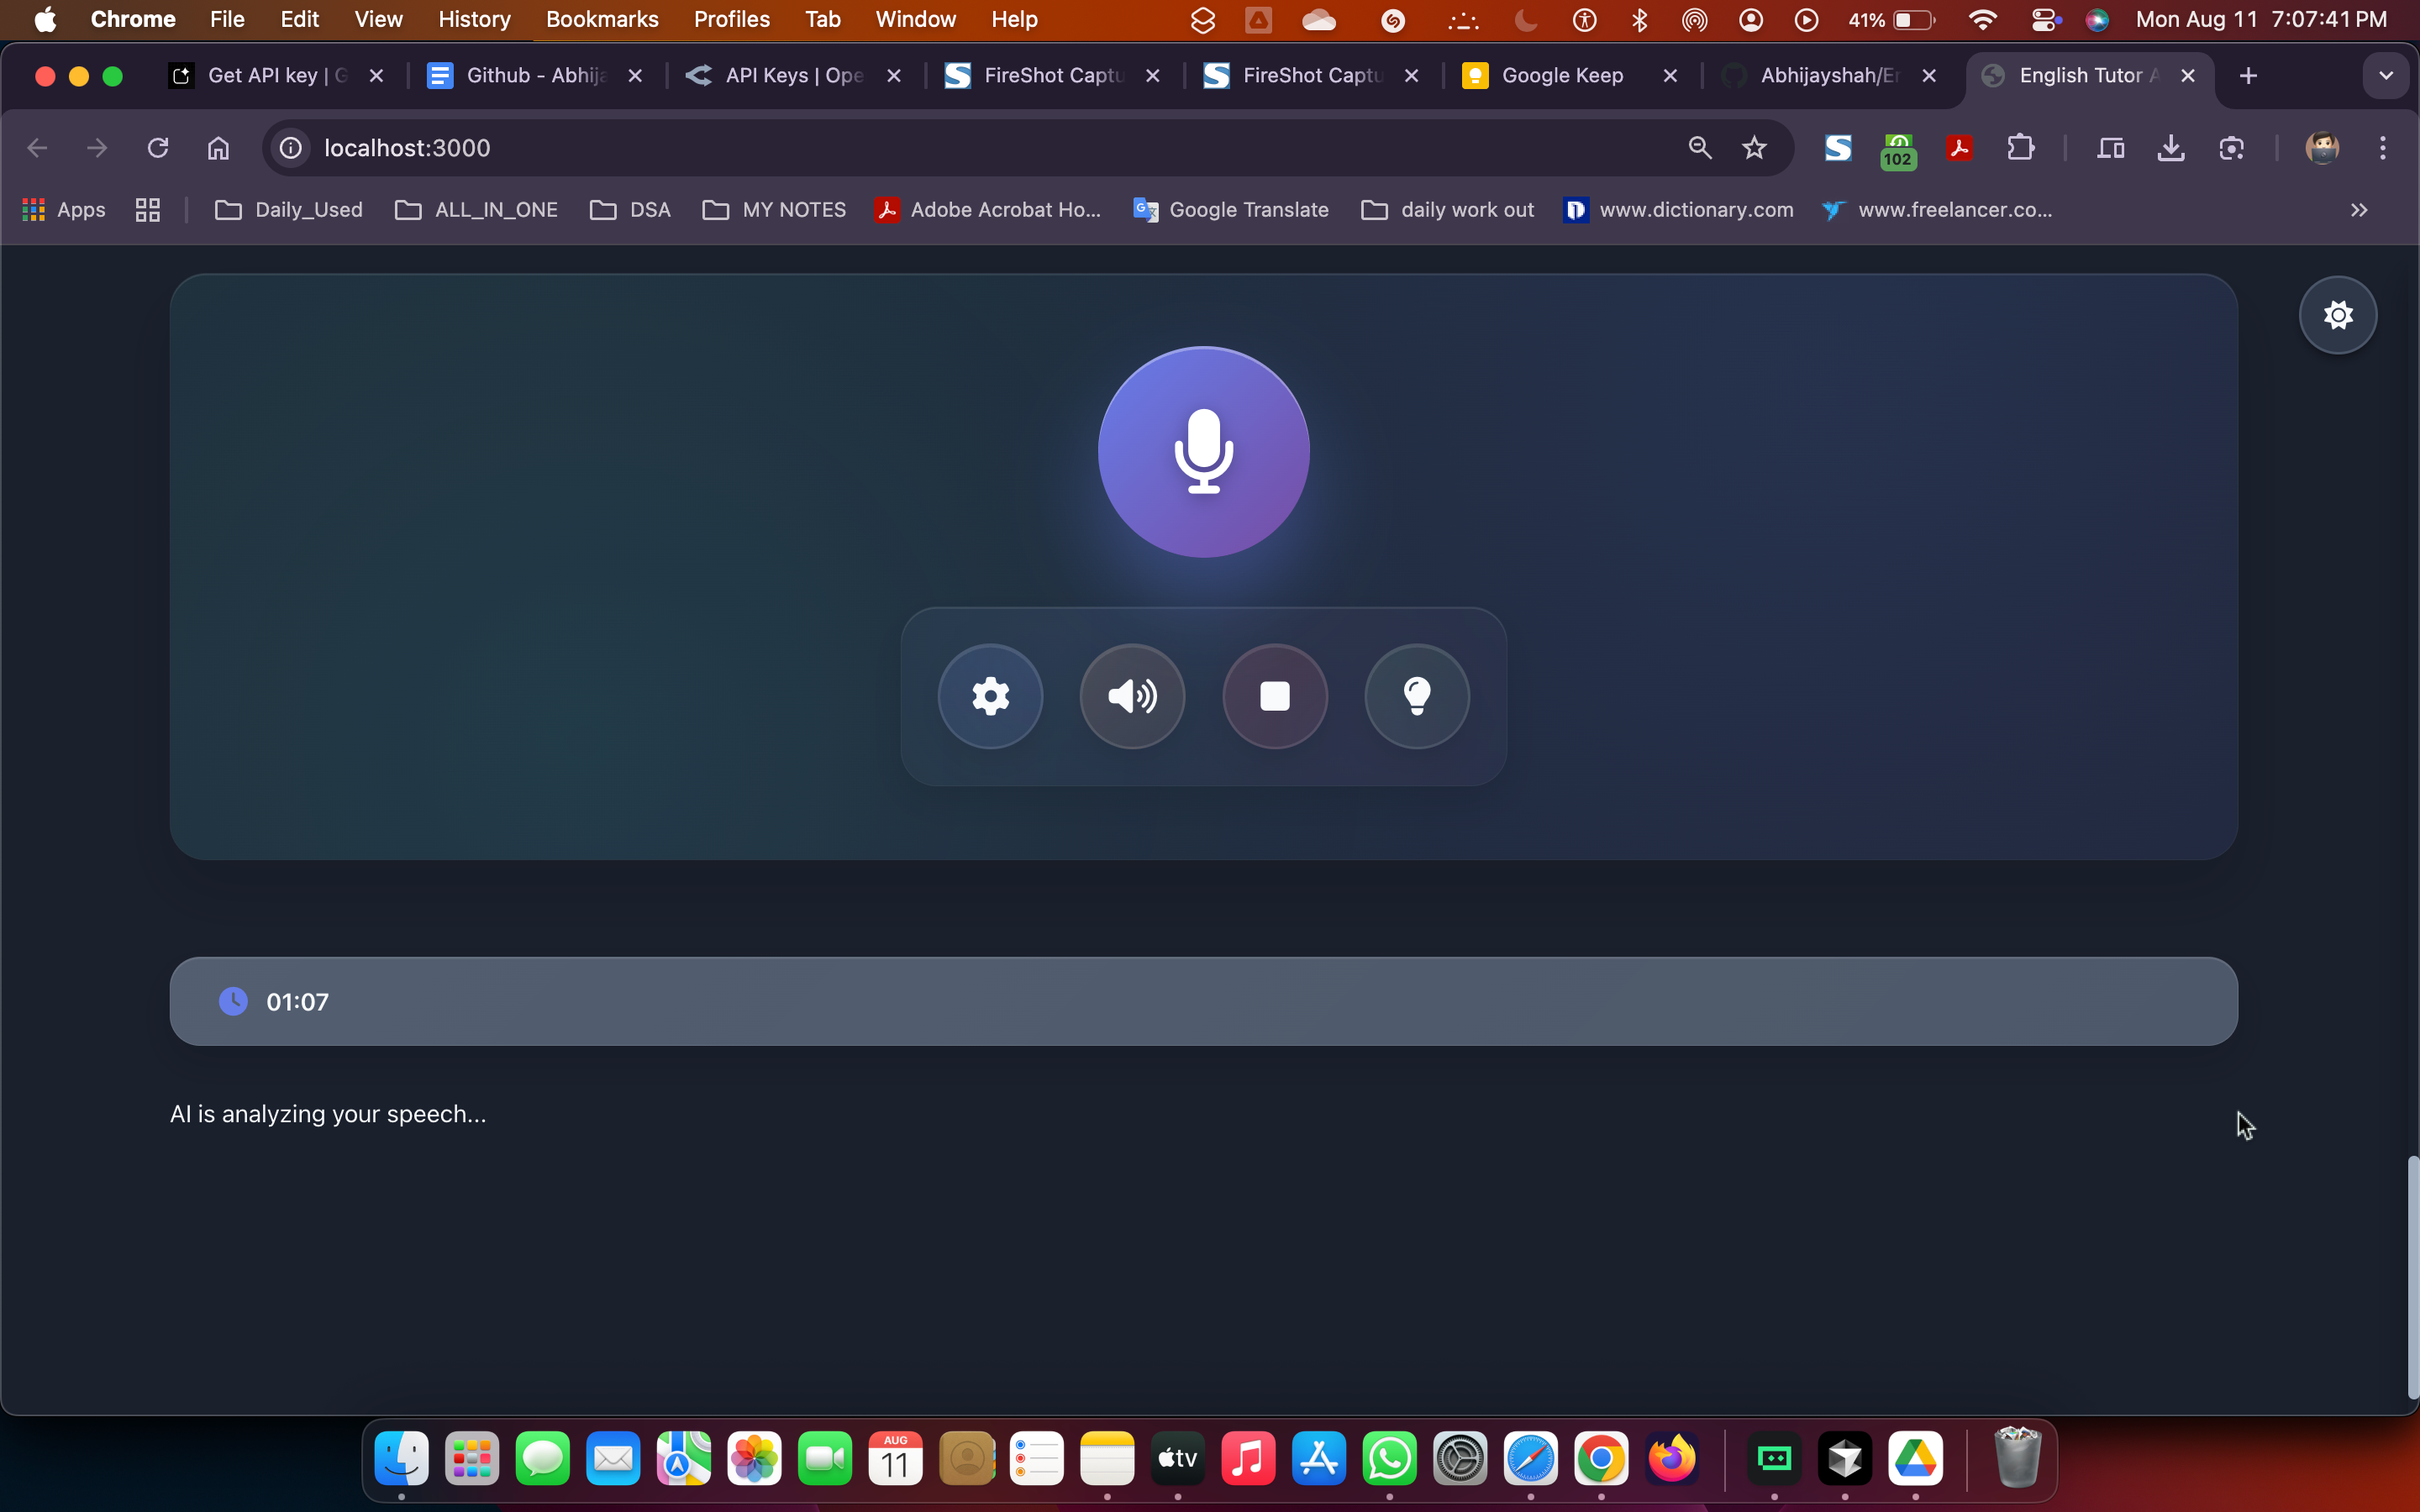 Chrome File Edit View History Bookmarks Profiles Tab Window Help 41% Mon Aug 11 7:07:41 PM
Get API key | G Github - Abhija API Keys | Ope FireShot Captu FireShot Captu Google Keep Abhijayshah/En English Tutor A
localhost:3000 102
Apps Daily_Used ALL_IN_ONE DSA MY NOTES Adobe Acrobat Ho... Google Translate daily work out www.dictionary.com www.freelancer.co...
01:07
AI is analyzing your speech...
AUG
11
tv